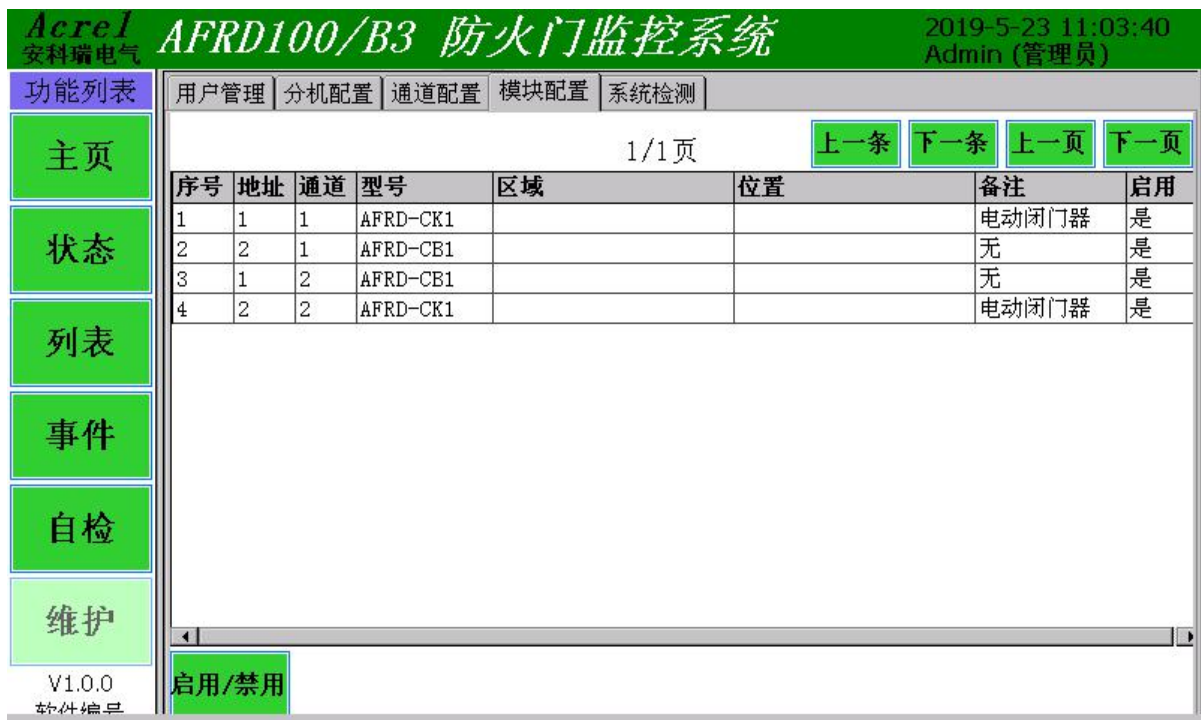 Acrel
安科瑞电气
AFRD100/B3 防火门监控系统
2019-5-23 11:03:40
Admin (管理员)
功能列表
主页
状态
列表
事件
自检
维护
V1.0.0
软件编号
用户管理 分机配置 通道配置 模块配置 系统检测
1/1页
上一条 下一条 上一页 下一页
序号 地址 通道 型号 区域 位置 备注 启用
1 1 1 AFRD-CK1 电动闭门器 是
2 2 1 AFRD-CB1 无 是
3 1 2 AFRD-CB1 无 是
4 2 2 AFRD-CK1 电动闭门器 是
启用/禁用